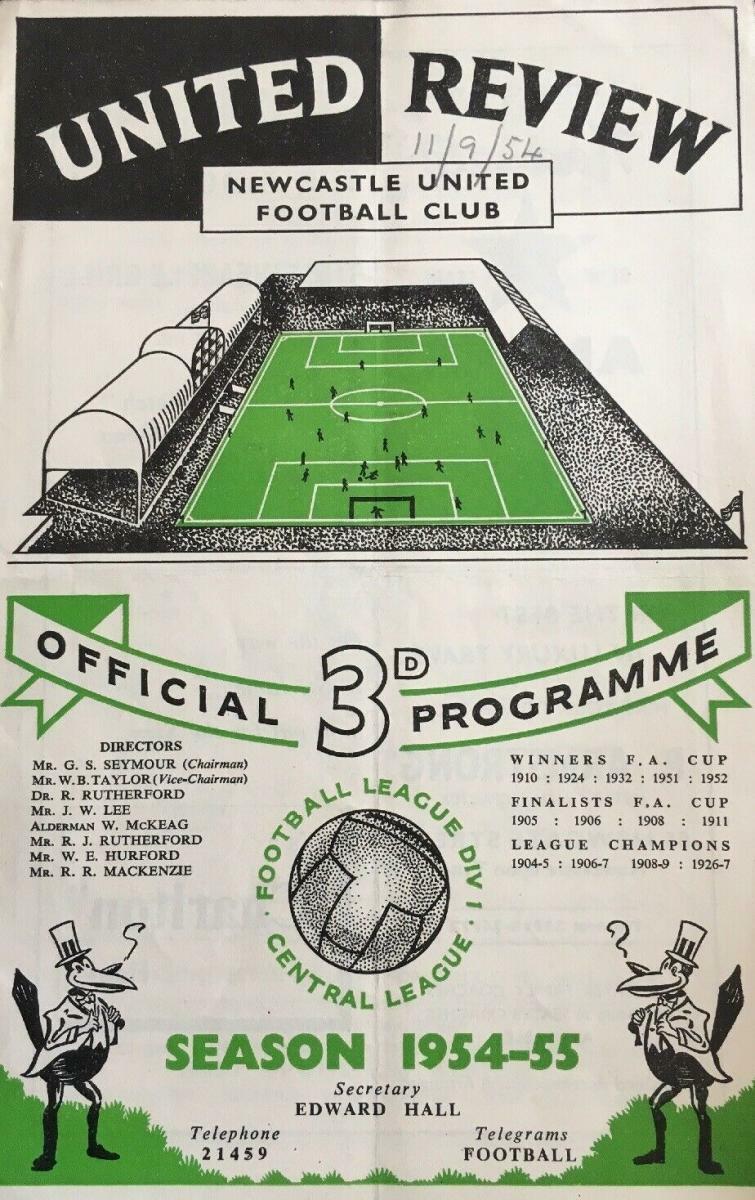 UNITED REVIEW
11/9/54
NEWCASTLE UNITED
FOOTBALL CLUB
OFFICIAL 3D PROGRAMME
DIRECTORS
MR. G. S. SEYMOUR (Chairman)
MR. W. B. TAYLOR (Vice-Chairman)
DR. R. RUTHERFORD
MR. J. W. LEE
ALDERMAN W. MCKEAG
MR. R. J. RUTHERFORD
MR. W. E. HURFORD
MR. R. R. MACKENZIE
WINNERS F.A. CUP
1910 : 1924 : 1932 : 1951 : 1952
FINALISTS F.A. CUP
1905 : 1906 : 1908 : 1911
LEAGUE CHAMPIONS
1904-5 : 1906-7 1908-9 : 1926-7
FOOTBALL LEAGUE DIV 1
CENTRAL LEAGUE
?
?
SEASON 1954-55
Secretary
EDWARD HALL
Telephone
21459
Telegrams
FOOTBALL